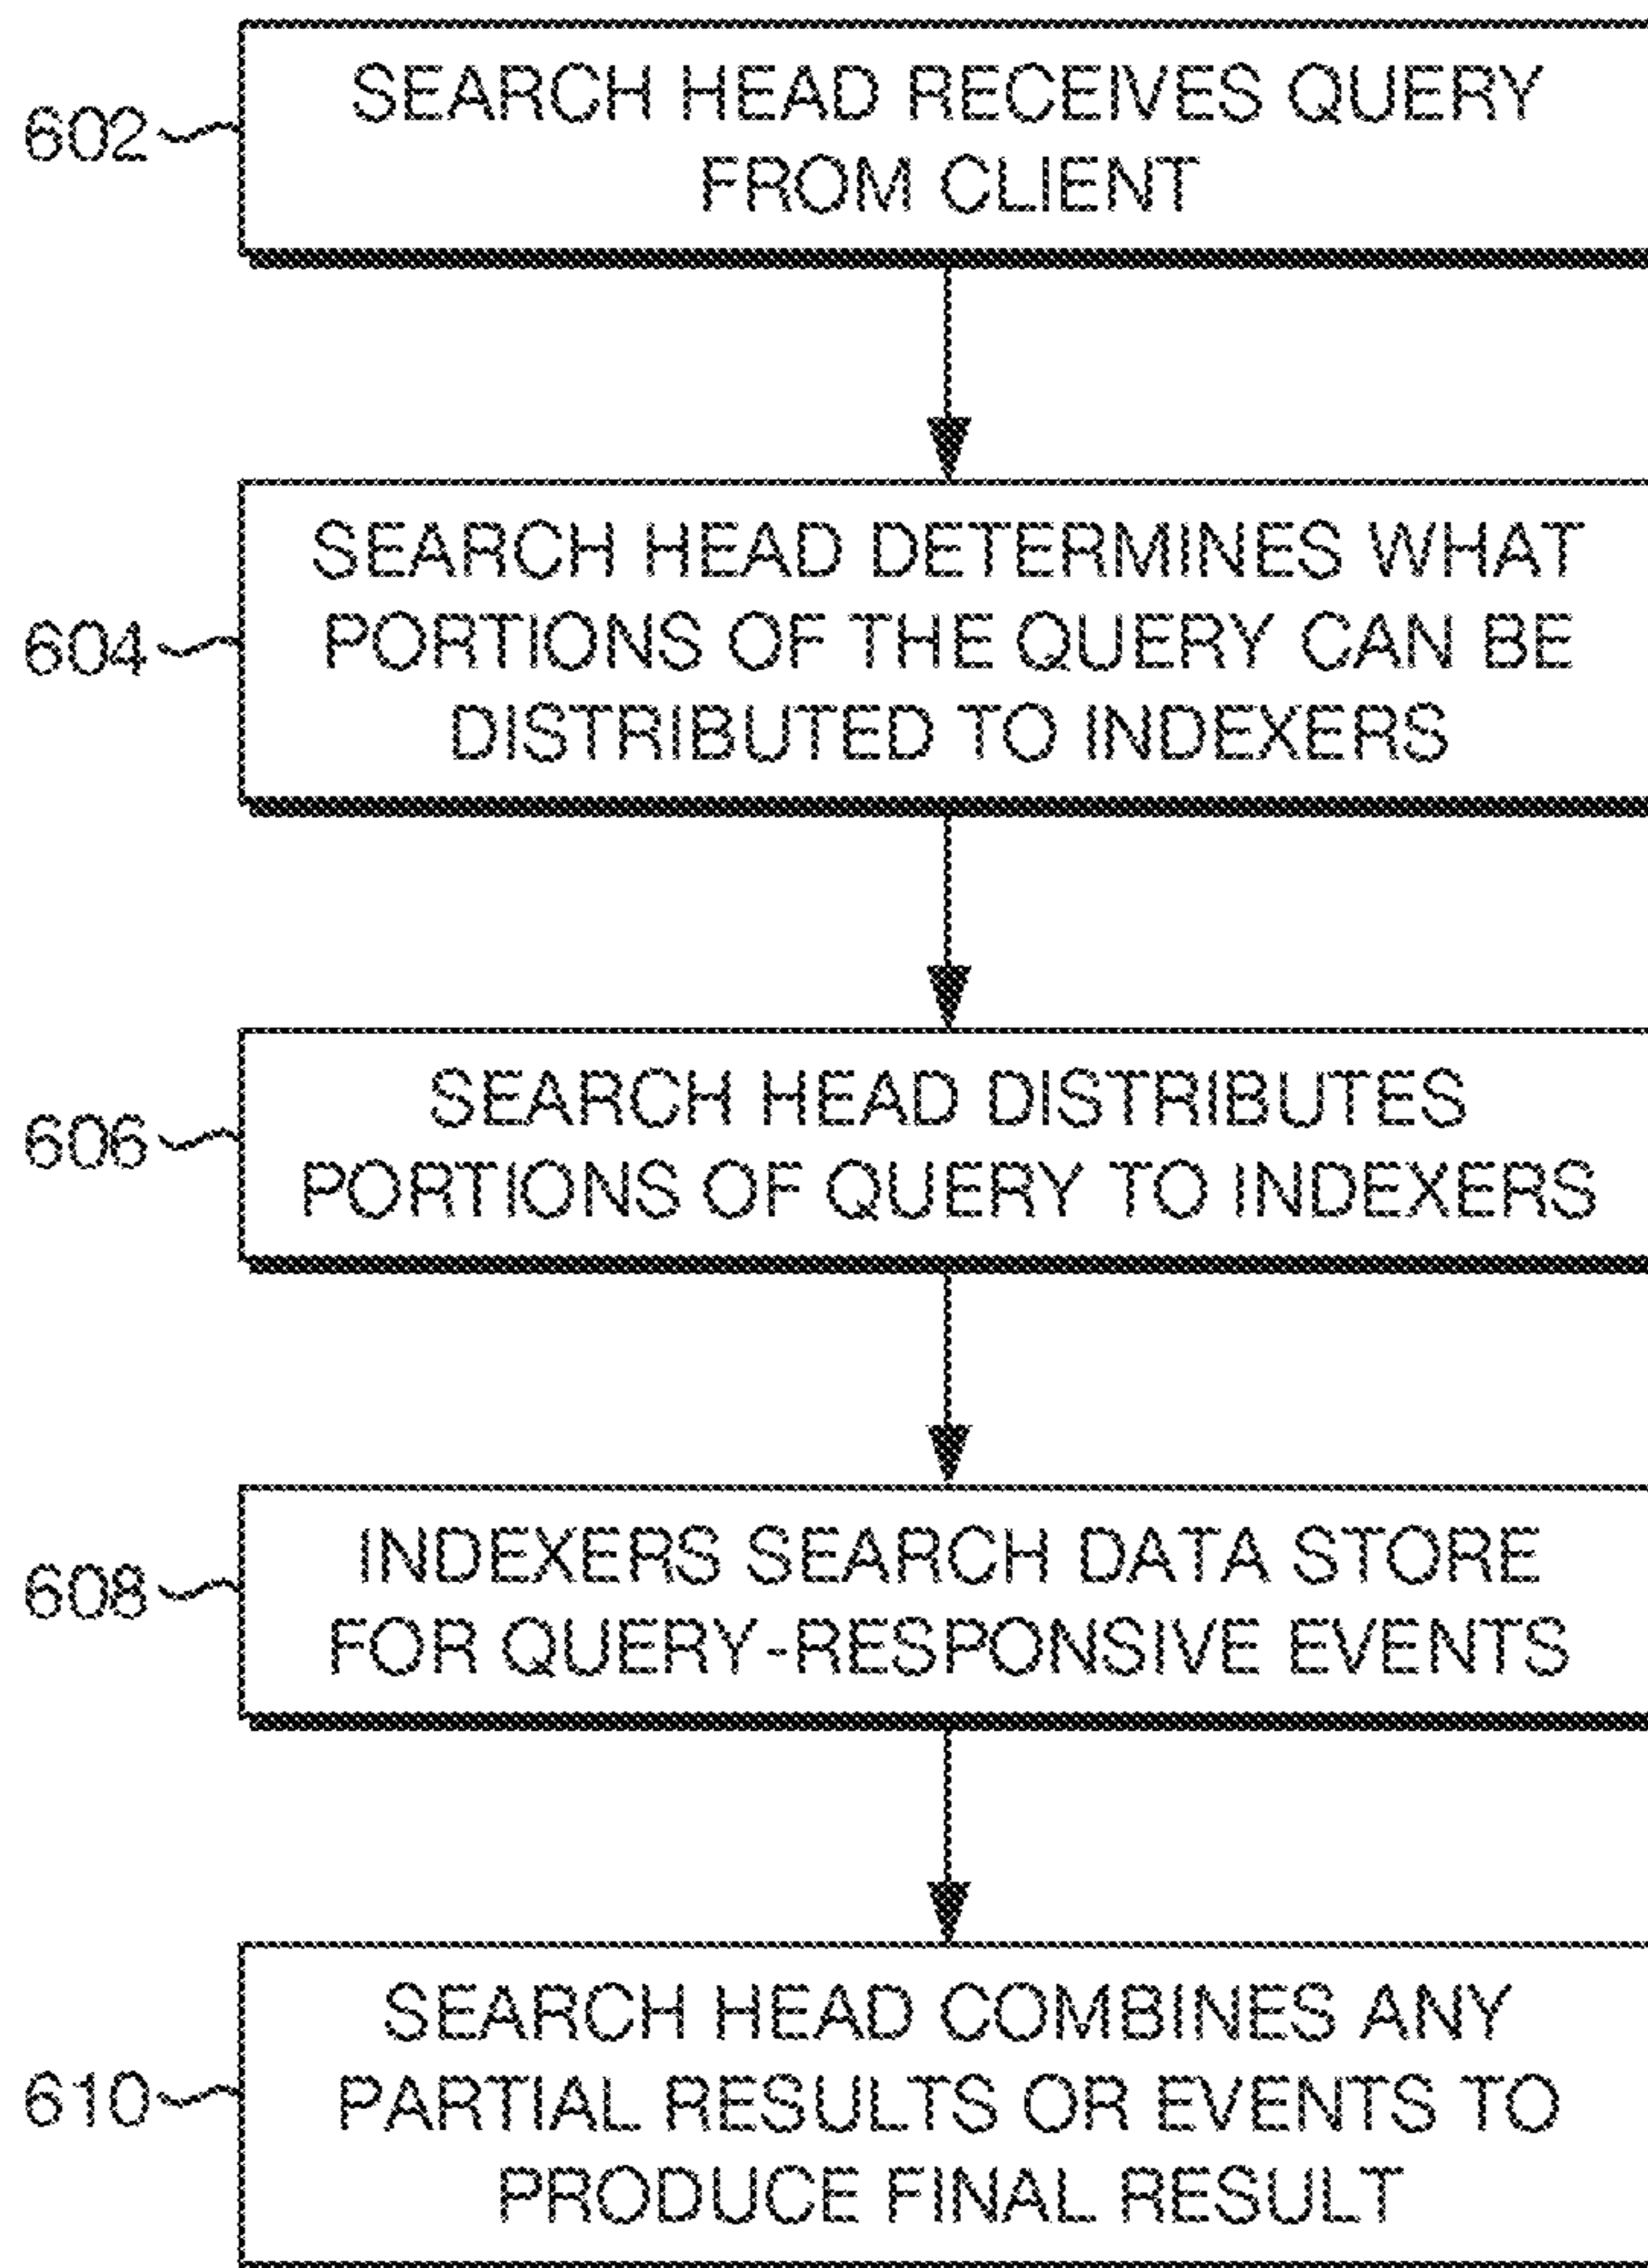 602
SEARCH HEAD RECEIVES QUERY
FROM CLIENT
604
SEARCH HEAD DETERMINES WHAT
PORTIONS OF THE QUERY CAN BE
DISTRIBUTED TO INDEXERS
606
SEARCH HEAD DISTRIBUTES
PORTIONS OF QUERY TO INDEXERS
608
INDEXERS SEARCH DATA STORE
FOR QUERY-RESPONSIVE EVENTS
610
SEARCH HEAD COMBINES ANY
PARTIAL RESULTS OR EVENTS TO
PRODUCE FINAL RESULT